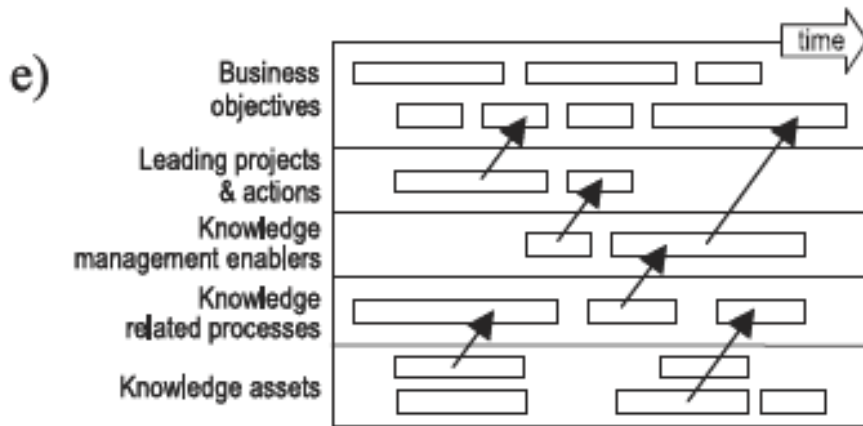 time
e)
Business
objectives
Leading projects
& actions
Knowledge
management enablers
Knowledge
related processes
Knowledge assets